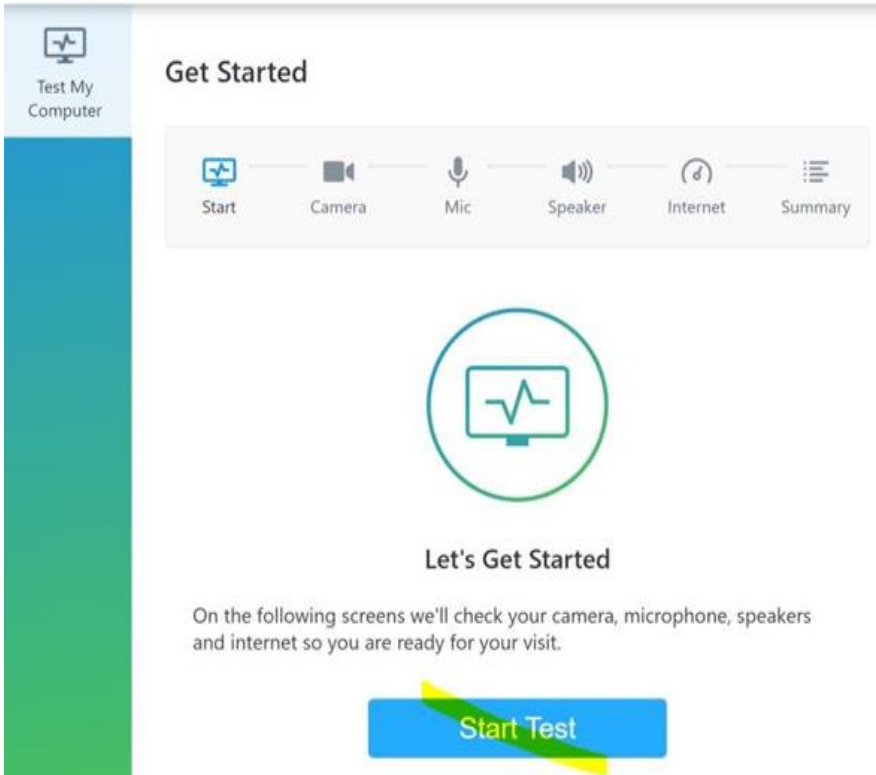 Test My
Computer
Get Started
Start
Camera
Mic
Speaker
Internet
Summary
Let's Get Started
On the following screens we'll check your camera, microphone, speakers
and internet so you are ready for your visit.
Start Test